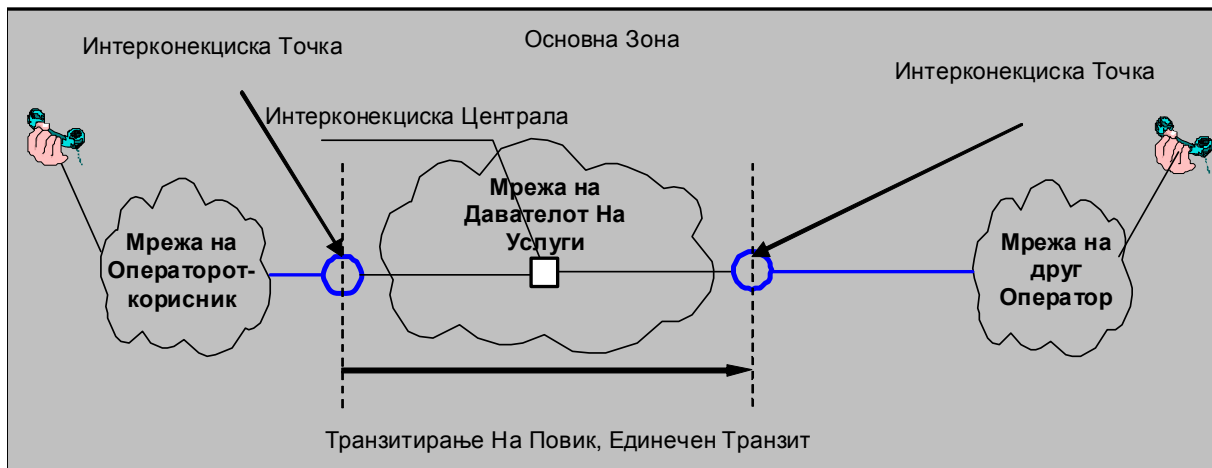 Основна Зона
Интерконекциска Точка
Интерконекциска Точка
Интерконекциска Централа
Мрежа на
Давателот На
Услуги
Мрежа на
Операторот-
корисник
Мрежа на
друг
Оператор
Транзитирање На Повик, Единечен Транзит